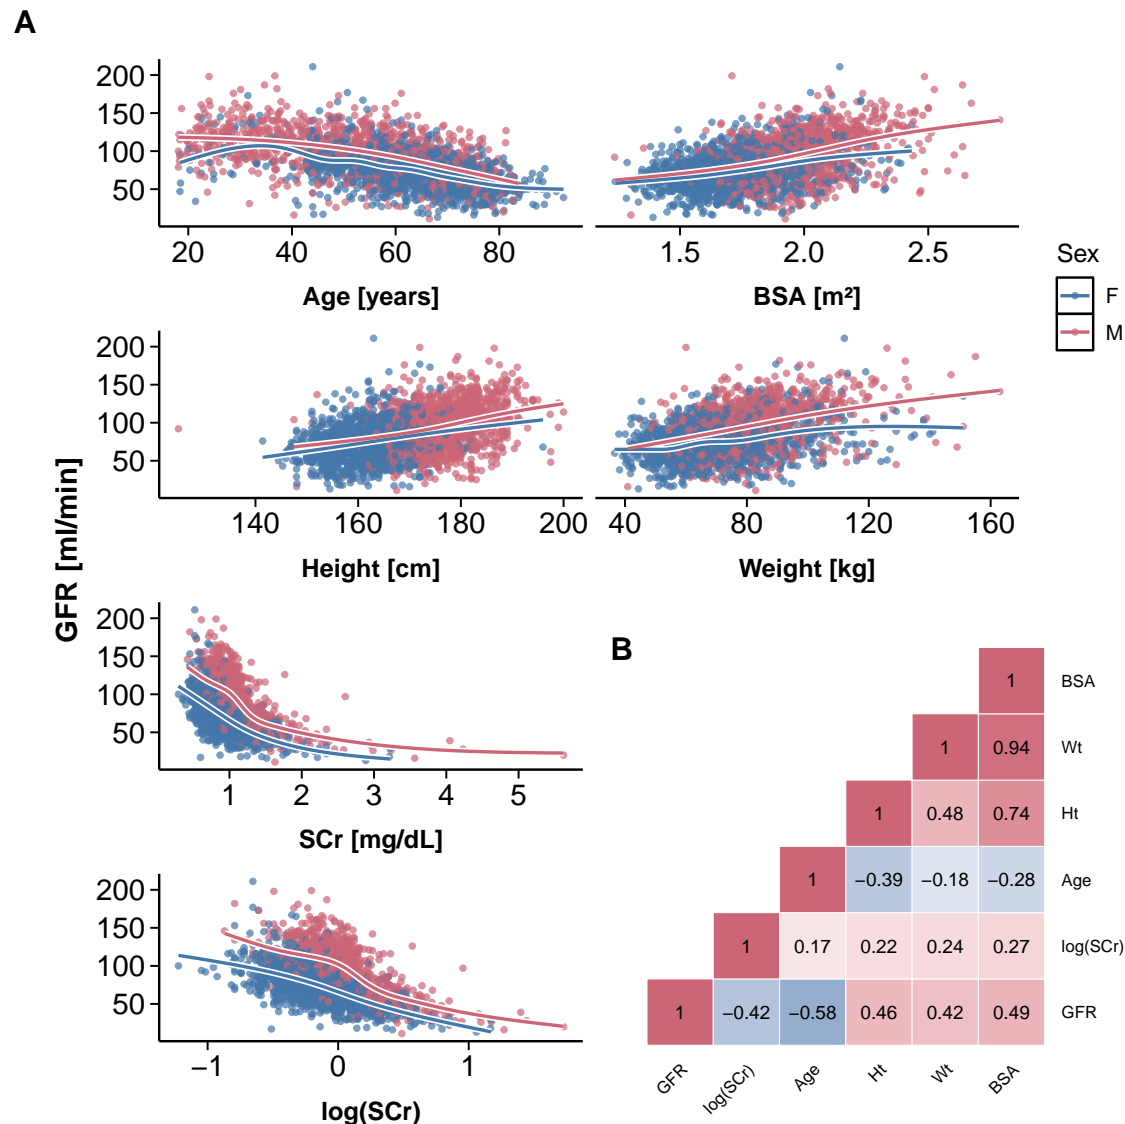 A
200
150
100
50
20 40 60 80
Age [years]
1.5 2.0 2.5
BSA [m²]
Sex
F
M
200
150
100
50
140 160 180 200
Height [cm]
40 80 120 160
Weight [kg]
GFR [ml/min]
200
150
100
50
1 2 3 4 5
SCr [mg/dL]
200
150
100
50
−1 0 1
log(SCr)
B
1 BSA
1 0.94 Wt
1 0.48 0.74 Ht
1 −0.39 −0.18 −0.28 Age
1 0.17 0.22 0.24 0.27 log(SCr)
1 −0.42 −0.58 0.46 0.42 0.49 GFR
GFR log(SCr) Age Ht Wt BSA